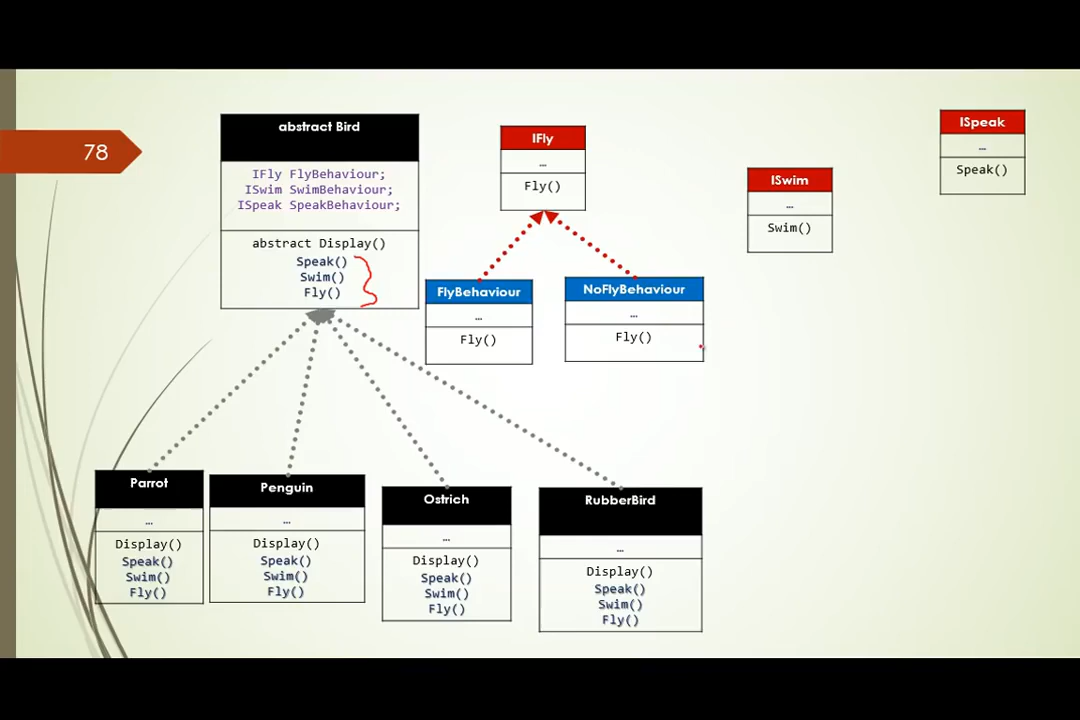 78
abstract Bird
IFly FlyBehaviour;
ISwim SwimBehaviour;
ISpeak SpeakBehaviour;
abstract Display()
Speak()
Swim()
Fly()
IFly
…
Fly()
ISwim
…
Swim()
ISpeak
…
Speak()
FlyBehaviour
…
Fly()
NoFlyBehaviour
…
Fly()
Parrot
…
Display()
Speak()
Swim()
Fly()
Penguin
…
Display()
Speak()
Swim()
Fly()
Ostrich
…
Display()
Speak()
Swim()
Fly()
RubberBird
…
Display()
Speak()
Swim()
Fly()